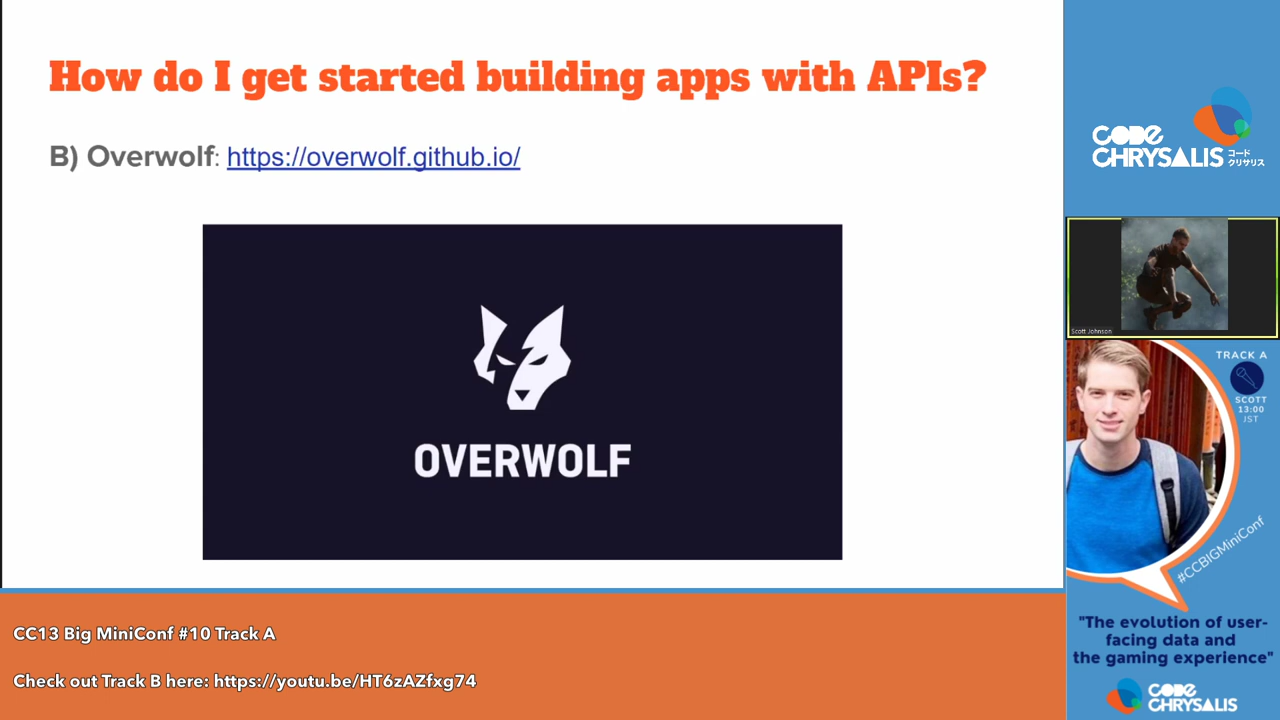 How do I get started building apps with APIs?
B) Overwolf: https://overwolf.github.io/
OVERWOLF
CC13 Big MiniConf #10 Track A
Check out Track B here: https://youtu.be/HT6zAZfxg74
CODE
CHRYSALIS
コード
クリサリス
Scott Johnson
TRACK A
SCOTT
13:00
JST
#CCBIGMiniConf
"The evolution of user-
facing data and
the gaming experience"
CODE
CHRYSALIS